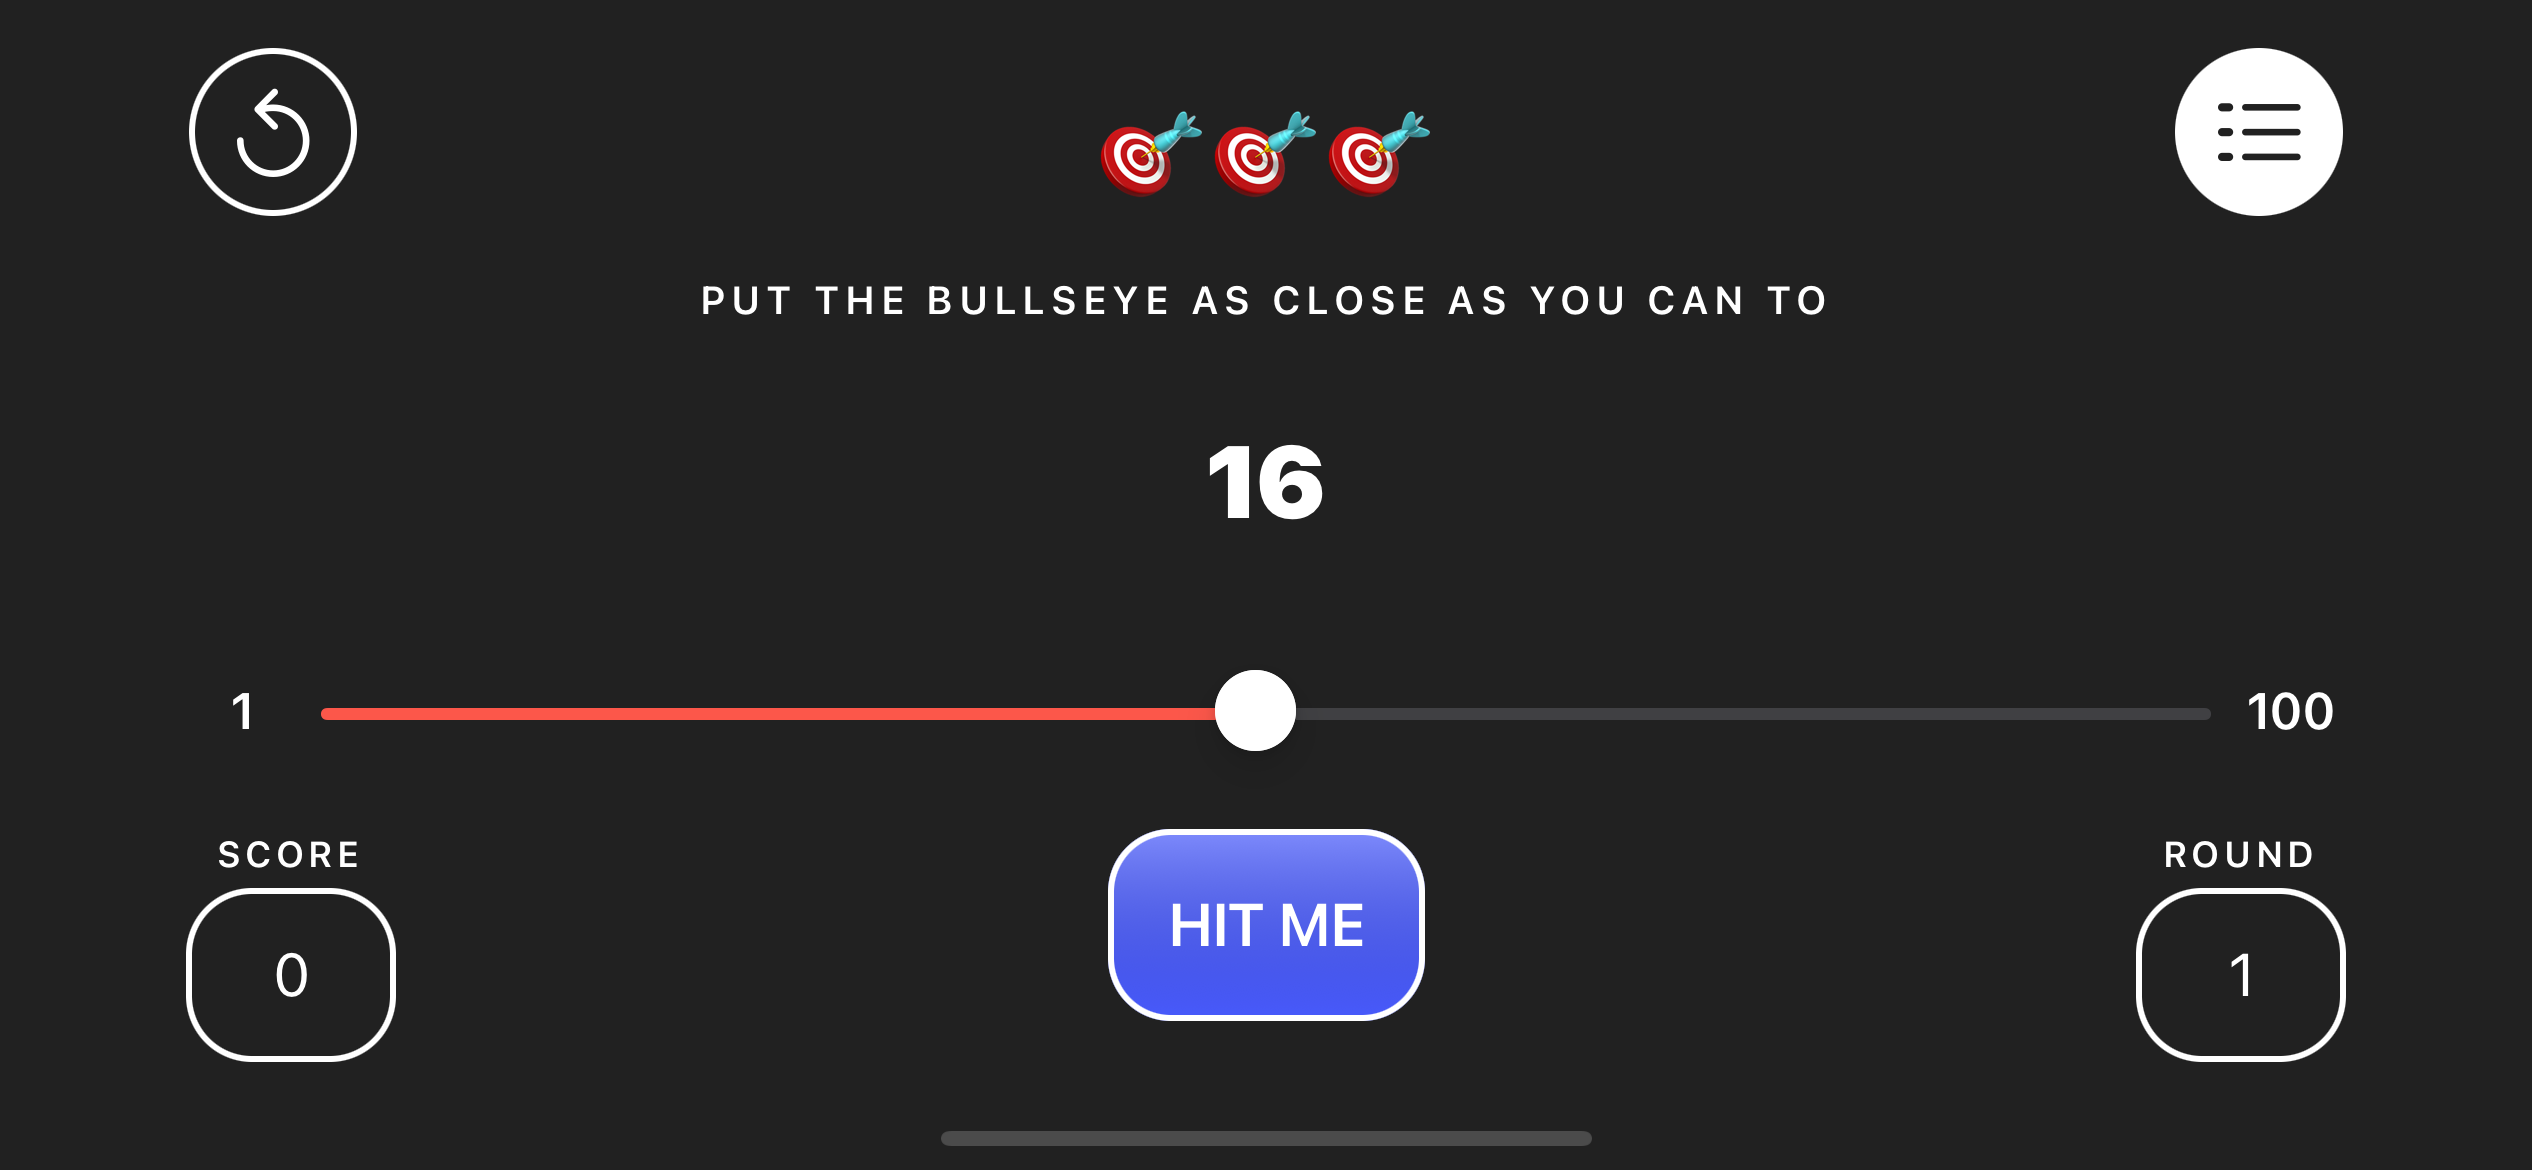 PUT THE BULLSEYE AS CLOSE AS YOU CAN TO
16
1
100
SCORE
0
HIT ME
ROUND
1